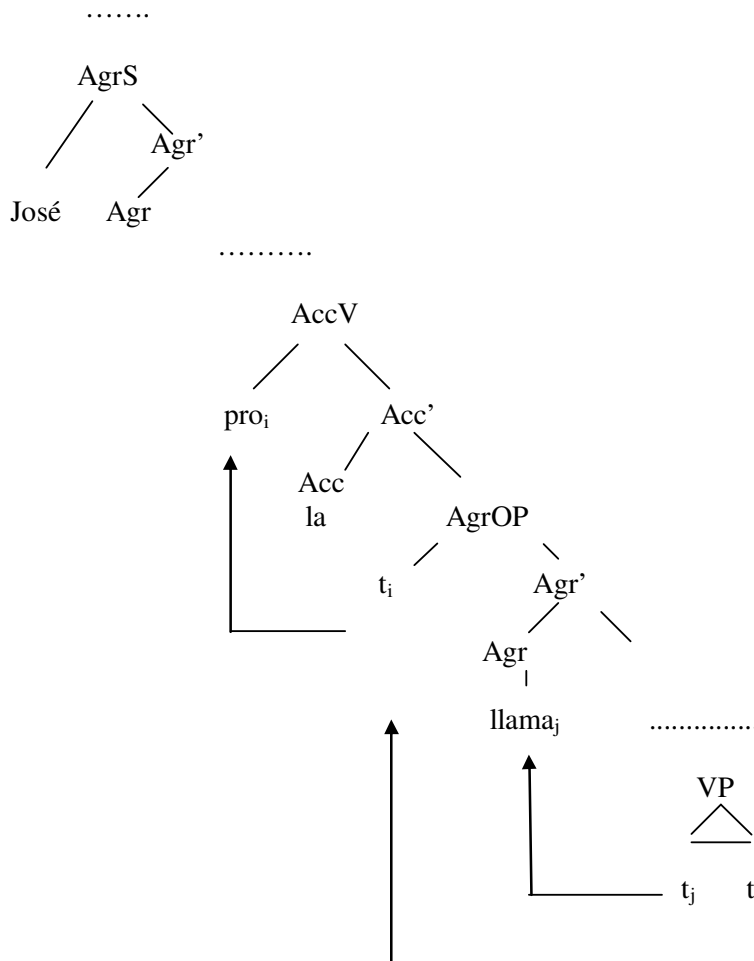 …….
AgrS
Agr’
José Agr
……….
AccV
proi Acc’
Acc
la AgrOP
ti Agr’
Agr
llamaj .............
VP
tj t